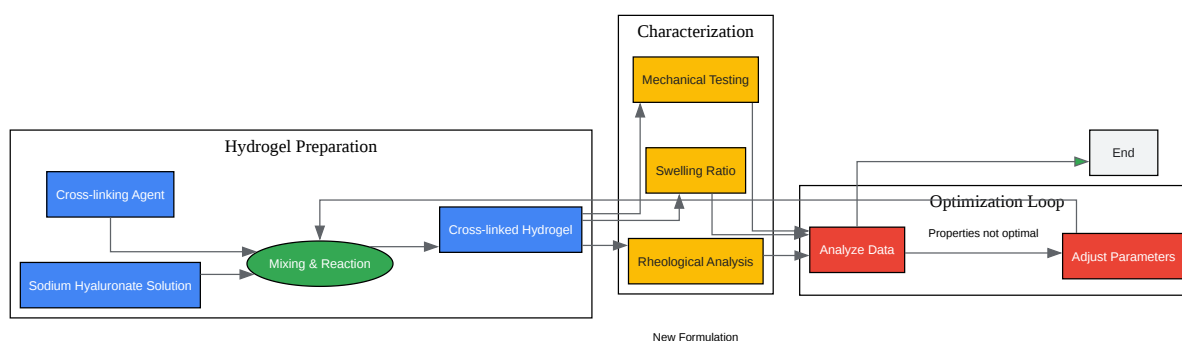 Characterization
Mechanical Testing
Hydrogel Preparation
End
Swelling Ratio
Cross-linking Agent
Optimization Loop
Cross-linked Hydrogel
Properties not optimal
Analyze Data
Adjust Parameters
Mixing & Reaction
Rheological Analysis
Sodium Hyaluronate Solution
New Formulation